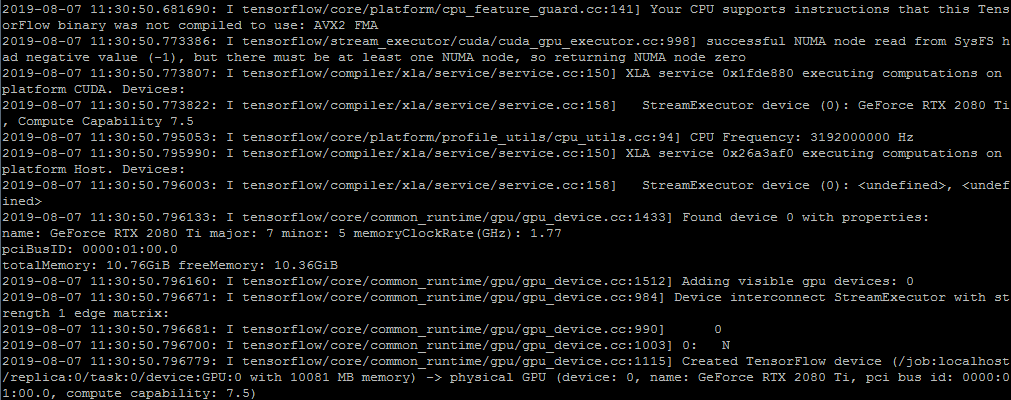 2019-08-07 11:30:50.681690: I tensorflow/core/platform/cpu_feature_guard.cc:141] Your CPU supports instructions that this Tens
orFlow binary was not compiled to use: AVX2 FMA
2019-08-07 11:30:50.773386: I tensorflow/stream_executor/cuda/cuda_gpu_executor.cc:998] successful NUMA node read from SysFS h
ad negative value (-1), but there must be at least one NUMA node, so returning NUMA node zero
2019-08-07 11:30:50.773807: I tensorflow/compiler/xla/service/service.cc:150] XLA service 0x1fde880 executing computations on
platform CUDA. Devices:
2019-08-07 11:30:50.773822: I tensorflow/compiler/xla/service/service.cc:158]   StreamExecutor device (0): GeForce RTX 2080 Ti
, Compute Capability 7.5
2019-08-07 11:30:50.795053: I tensorflow/core/platform/profile_utils/cpu_utils.cc:94] CPU Frequency: 3192000000 Hz
2019-08-07 11:30:50.795990: I tensorflow/compiler/xla/service/service.cc:150] XLA service 0x26a3af0 executing computations on
platform Host. Devices:
2019-08-07 11:30:50.796003: I tensorflow/compiler/xla/service/service.cc:158]   StreamExecutor device (0): <undefined>, <undef
ined>
2019-08-07 11:30:50.796133: I tensorflow/core/common_runtime/gpu/gpu_device.cc:1433] Found device 0 with properties:
name: GeForce RTX 2080 Ti major: 7 minor: 5 memoryClockRate(GHz): 1.77
pciBusID: 0000:01:00.0
totalMemory: 10.76GiB freeMemory: 10.36GiB
2019-08-07 11:30:50.796160: I tensorflow/core/common_runtime/gpu/gpu_device.cc:1512] Adding visible gpu devices: 0
2019-08-07 11:30:50.796671: I tensorflow/core/common_runtime/gpu/gpu_device.cc:984] Device interconnect StreamExecutor with st
rength 1 edge matrix:
2019-08-07 11:30:50.796681: I tensorflow/core/common_runtime/gpu/gpu_device.cc:990]      0
2019-08-07 11:30:50.796700: I tensorflow/core/common_runtime/gpu/gpu_device.cc:1003] 0:   N
2019-08-07 11:30:50.796779: I tensorflow/core/common_runtime/gpu/gpu_device.cc:1115] Created TensorFlow device (/job:localhost
/replica:0/task:0/device:GPU:0 with 10081 MB memory) -> physical GPU (device: 0, name: GeForce RTX 2080 Ti, pci bus id: 0000:0
1:00.0, compute capability: 7.5)